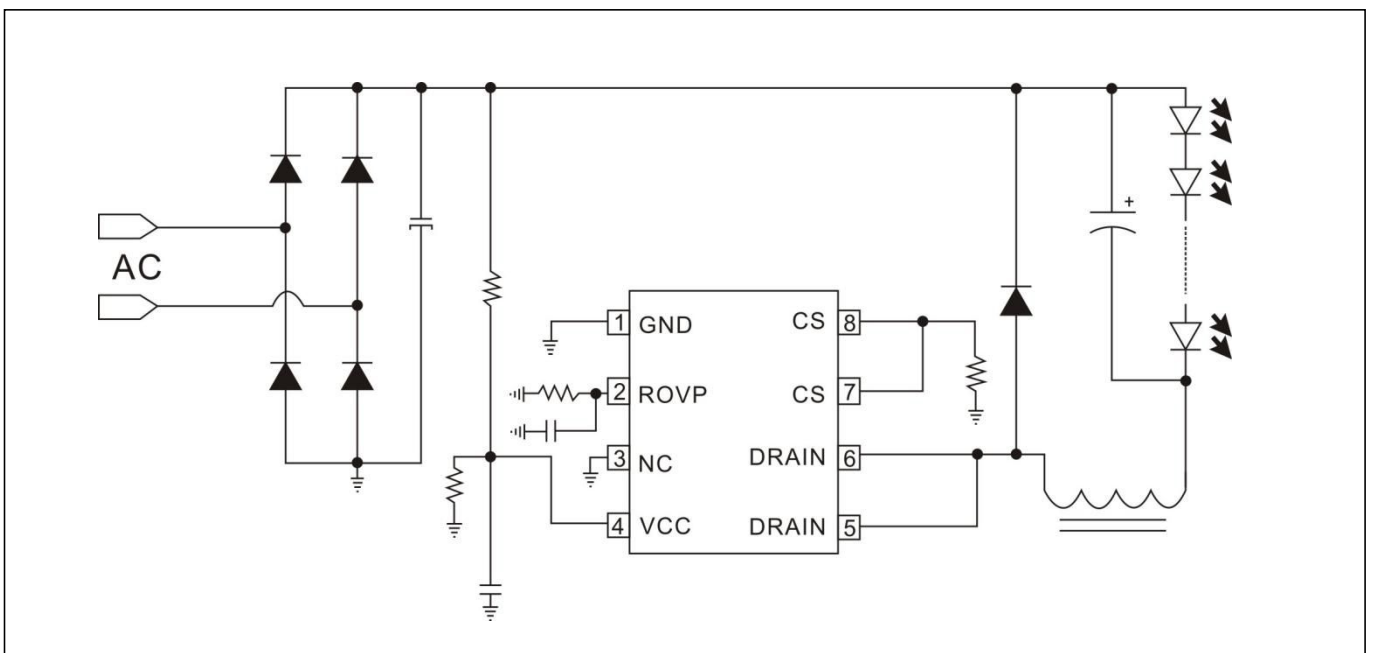 AC
1 GND
2 ROVP
3 NC
4 VCC
CS 8
CS 7
DRAIN 6
DRAIN 5
+